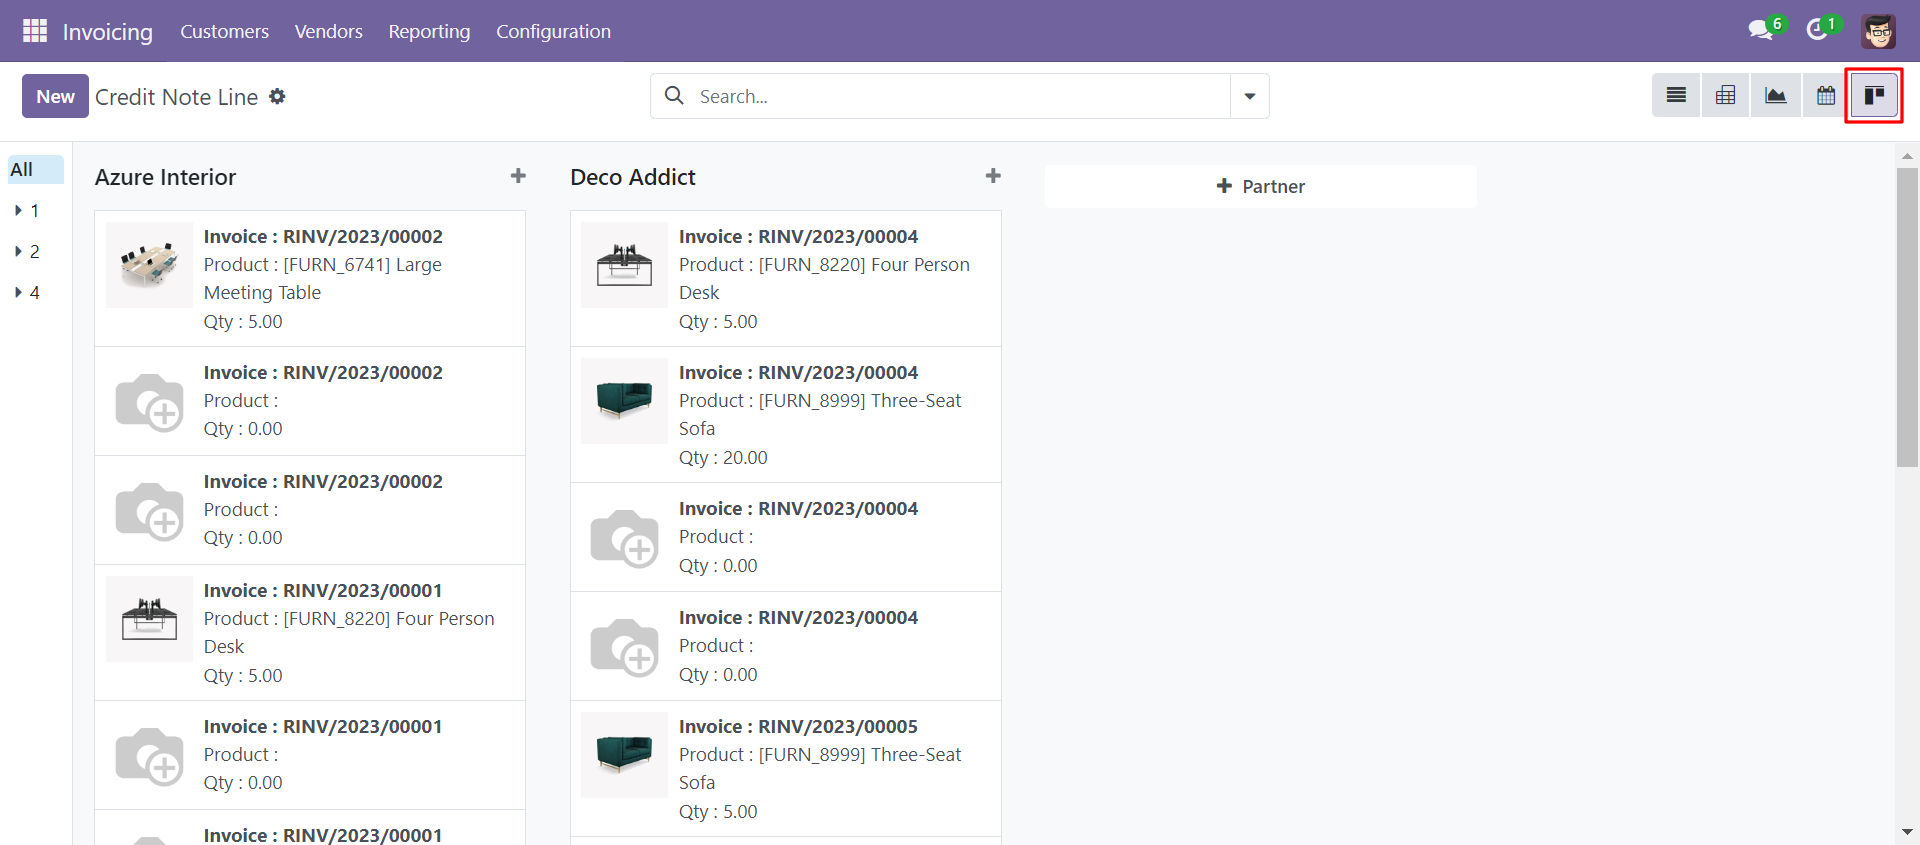 Invoicing Customers Vendors Reporting Configuration 6 1
New Credit Note Line Search...
All
1
2
4
Azure Interior
Invoice : RINV/2023/00002
Product : [FURN_6741] Large
Meeting Table
Qty : 5.00
Invoice : RINV/2023/00002
Product :
Qty : 0.00
Invoice : RINV/2023/00002
Product :
Qty : 0.00
Invoice : RINV/2023/00001
Product : [FURN_8220] Four Person
Desk
Qty : 5.00
Invoice : RINV/2023/00001
Product :
Qty : 0.00
Invoice : RINV/2023/00001
Deco Addict
Invoice : RINV/2023/00004
Product : [FURN_8220] Four Person
Desk
Qty : 5.00
Invoice : RINV/2023/00004
Product : [FURN_8999] Three-Seat
Sofa
Qty : 20.00
Invoice : RINV/2023/00004
Product :
Qty : 0.00
Invoice : RINV/2023/00004
Product :
Qty : 0.00
Invoice : RINV/2023/00005
Product : [FURN_8999] Three-Seat
Sofa
Qty : 5.00
Partner